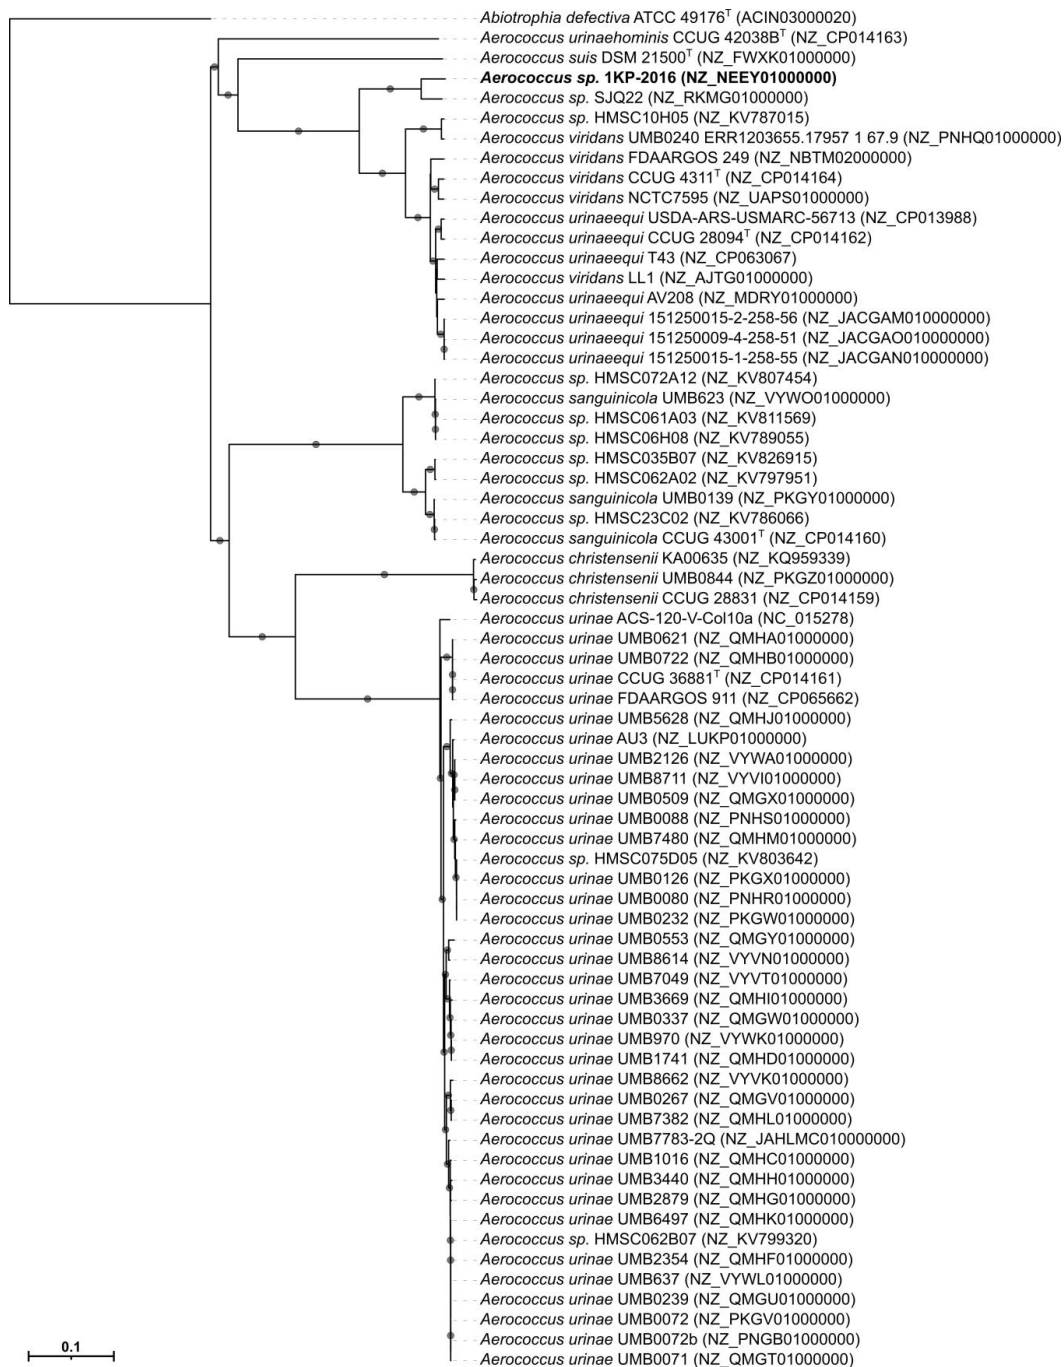 Abiotrophia defectiva ATCC 49176ᵀ (ACIN03000020)
Aerococcus urinaehominis CCUG 42038Bᵀ (NZ_CP014163)
Aerococcus suis DSM 21500ᵀ (NZ_FWXK01000000)
Aerococcus sp. 1KP-2016 (NZ_NEEY01000000)
Aerococcus sp. SJQ22 (NZ_RKMG01000000)
Aerococcus sp. HMSC10H05 (NZ_KV787015)
Aerococcus viridans UMB0240 ERR1203655.17957 1 67.9 (NZ_PNHQ01000000)
Aerococcus viridans FDAARGOS 249 (NZ_NBTM02000000)
Aerococcus viridans CCUG 4311ᵀ (NZ_CP014164)
Aerococcus viridans NCTC7595 (NZ_UAPS01000000)
Aerococcus urinaeequi USDA-ARS-USMARC-56713 (NZ_CP013988)
Aerococcus urinaeequi CCUG 28094ᵀ (NZ_CP014162)
Aerococcus urinaeequi T43 (NZ_CP063067)
Aerococcus viridans LL1 (NZ_AJTG01000000)
Aerococcus urinaeequi AV208 (NZ_MDRY01000000)
Aerococcus urinaeequi 151250015-2-258-56 (NZ_JACGAM010000000)
Aerococcus urinaeequi 151250009-4-258-51 (NZ_JACGAO010000000)
Aerococcus urinaeequi 151250015-1-258-55 (NZ_JACGAN010000000)
Aerococcus sp. HMSC072A12 (NZ_KV807454)
Aerococcus sanguinicola UMB623 (NZ_VYWO01000000)
Aerococcus sp. HMSC061A03 (NZ_KV811569)
Aerococcus sp. HMSC06H08 (NZ_KV789055)
Aerococcus sp. HMSC035B07 (NZ_KV826915)
Aerococcus sp. HMSC062A02 (NZ_KV797951)
Aerococcus sanguinicola UMB0139 (NZ_PKGY01000000)
Aerococcus sp. HMSC23C02 (NZ_KV786066)
Aerococcus sanguinicola CCUG 43001ᵀ (NZ_CP014160)
Aerococcus christensenii KA00635 (NZ_KQ959339)
Aerococcus christensenii UMB0844 (NZ_PKGZ01000000)
Aerococcus christensenii CCUG 28831 (NZ_CP014159)
Aerococcus urinae ACS-120-V-Col10a (NC_015278)
Aerococcus urinae UMB0621 (NZ_QMHA01000000)
Aerococcus urinae UMB0722 (NZ_QMHB01000000)
Aerococcus urinae CCUG 36881ᵀ (NZ_CP014161)
Aerococcus urinae FDAARGOS 911 (NZ_CP065662)
Aerococcus urinae UMB5628 (NZ_QMHJ01000000)
Aerococcus urinae AU3 (NZ_LUKP01000000)
Aerococcus urinae UMB2126 (NZ_VYWA01000000)
Aerococcus urinae UMB8711 (NZ_VYVI01000000)
Aerococcus urinae UMB0509 (NZ_QMGX01000000)
Aerococcus urinae UMB0088 (NZ_PNHS01000000)
Aerococcus urinae UMB7480 (NZ_QMHM01000000)
Aerococcus sp. HMSC075D05 (NZ_KV803642)
Aerococcus urinae UMB0126 (NZ_PKGX01000000)
Aerococcus urinae UMB0080 (NZ_PNHR01000000)
Aerococcus urinae UMB0232 (NZ_PKGW01000000)
Aerococcus urinae UMB0553 (NZ_QMGY01000000)
Aerococcus urinae UMB8614 (NZ_VYVN01000000)
Aerococcus urinae UMB7049 (NZ_VYVT01000000)
Aerococcus urinae UMB3669 (NZ_QMHI01000000)
Aerococcus urinae UMB0337 (NZ_QMGW01000000)
Aerococcus urinae UMB970 (NZ_VYWK01000000)
Aerococcus urinae UMB1741 (NZ_QMHD01000000)
Aerococcus urinae UMB8662 (NZ_VYVK01000000)
Aerococcus urinae UMB0267 (NZ_QMGV01000000)
Aerococcus urinae UMB7382 (NZ_QMHL01000000)
Aerococcus urinae UMB7783-2Q (NZ_JAHLMC010000000)
Aerococcus urinae UMB1016 (NZ_QMHC01000000)
Aerococcus urinae UMB3440 (NZ_QMHH01000000)
Aerococcus urinae UMB2879 (NZ_QMHG01000000)
Aerococcus urinae UMB6497 (NZ_QMHK01000000)
Aerococcus sp. HMSC062B07 (NZ_KV799320)
Aerococcus urinae UMB2354 (NZ_QMHF01000000)
Aerococcus urinae UMB637 (NZ_VYWL01000000)
Aerococcus urinae UMB0239 (NZ_QMGU01000000)
Aerococcus urinae UMB0072 (NZ_PKGV01000000)
Aerococcus urinae UMB0072b (NZ_PNGB01000000)
Aerococcus urinae UMB0071 (NZ_QMGT01000000)
0.1